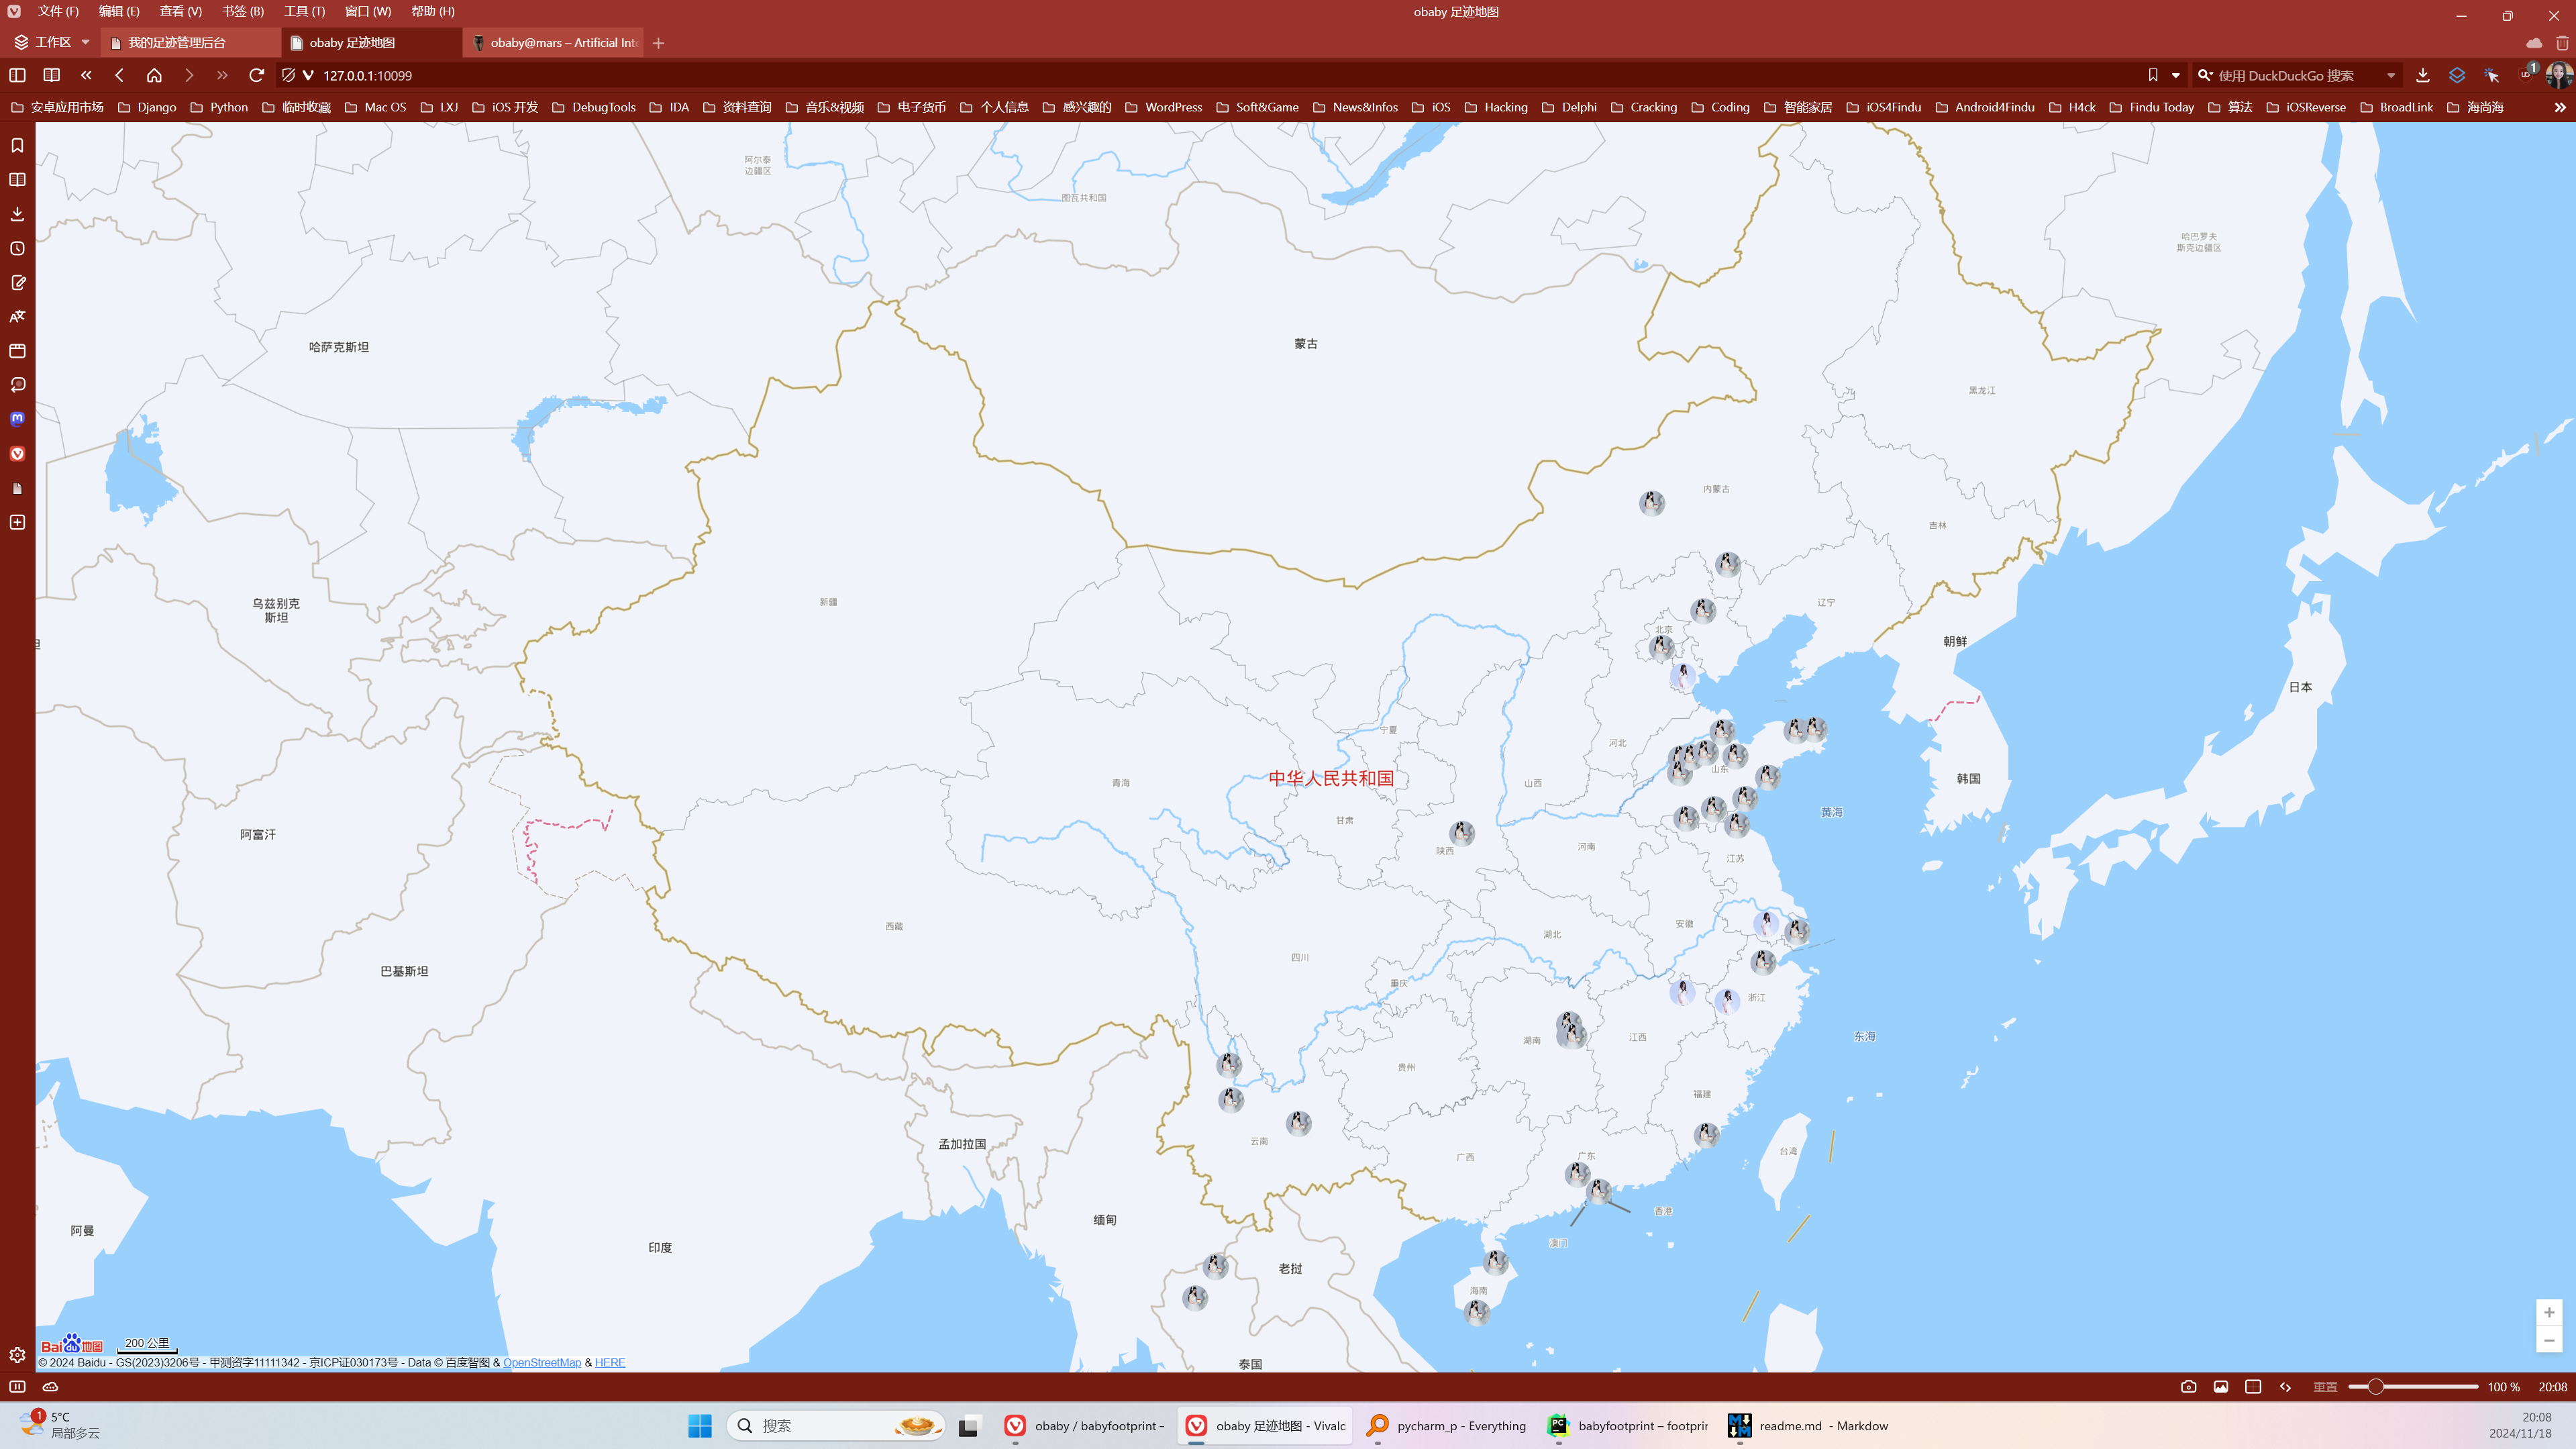 文件 (F) 编辑 (E) 查看 (V) 书签 (B) 工具 (T) 窗口 (W) 帮助 (H)
obaby 足迹地图
工作区
我的足迹管理后台
obaby 足迹地图
obaby@mars – Artificial Int
127.0.0.1:10099
使用 DuckDuckGo 搜索
1
安卓应用市场 Django Python 临时收藏 Mac OS LXJ iOS 开发 DebugTools IDA 资料查询 音乐&视频 电子货币 个人信息 感兴趣的 WordPress Soft&Game News&Infos iOS Hacking Delphi Cracking Coding 智能家居 iOS4Findu Android4Findu H4ck Findu Today 算法 iOSReverse BroadLink 海尚海
阿尔泰
边疆区
图瓦共和国
哈巴罗夫
斯克边疆区
哈萨克斯坦
蒙古
黑龙江
内蒙古
吉林
乌兹别克
斯坦
新疆
辽宁
北京
朝鲜
日本
宁夏
河北
山东
中华人民共和国
韩国
青海
山西
黄海
甘肃
阿富汗
陕西
河南
江苏
西藏
安徽
湖北
四川
巴基斯坦
重庆
浙江
湖南
江西
东海
贵州
福建
云南
孟加拉国
台湾
广西
广东
香港
缅甸
阿曼
澳门
印度
老挝
海南
泰国
Bai du 地图
200 公里
© 2024 Baidu - GS(2023)3206号 - 甲测资字11111342 - 京ICP证030173号 - Data © 百度智图 & OpenStreetMap & HERE
重置
100 %
20:08
1
5°C
局部多云
搜索
obaby / babyfootprint –
obaby 足迹地图 - Vivalc
pycharm_p - Everything
babyfootprint – footprin
readme.md - Markdow
20:08
2024/11/18